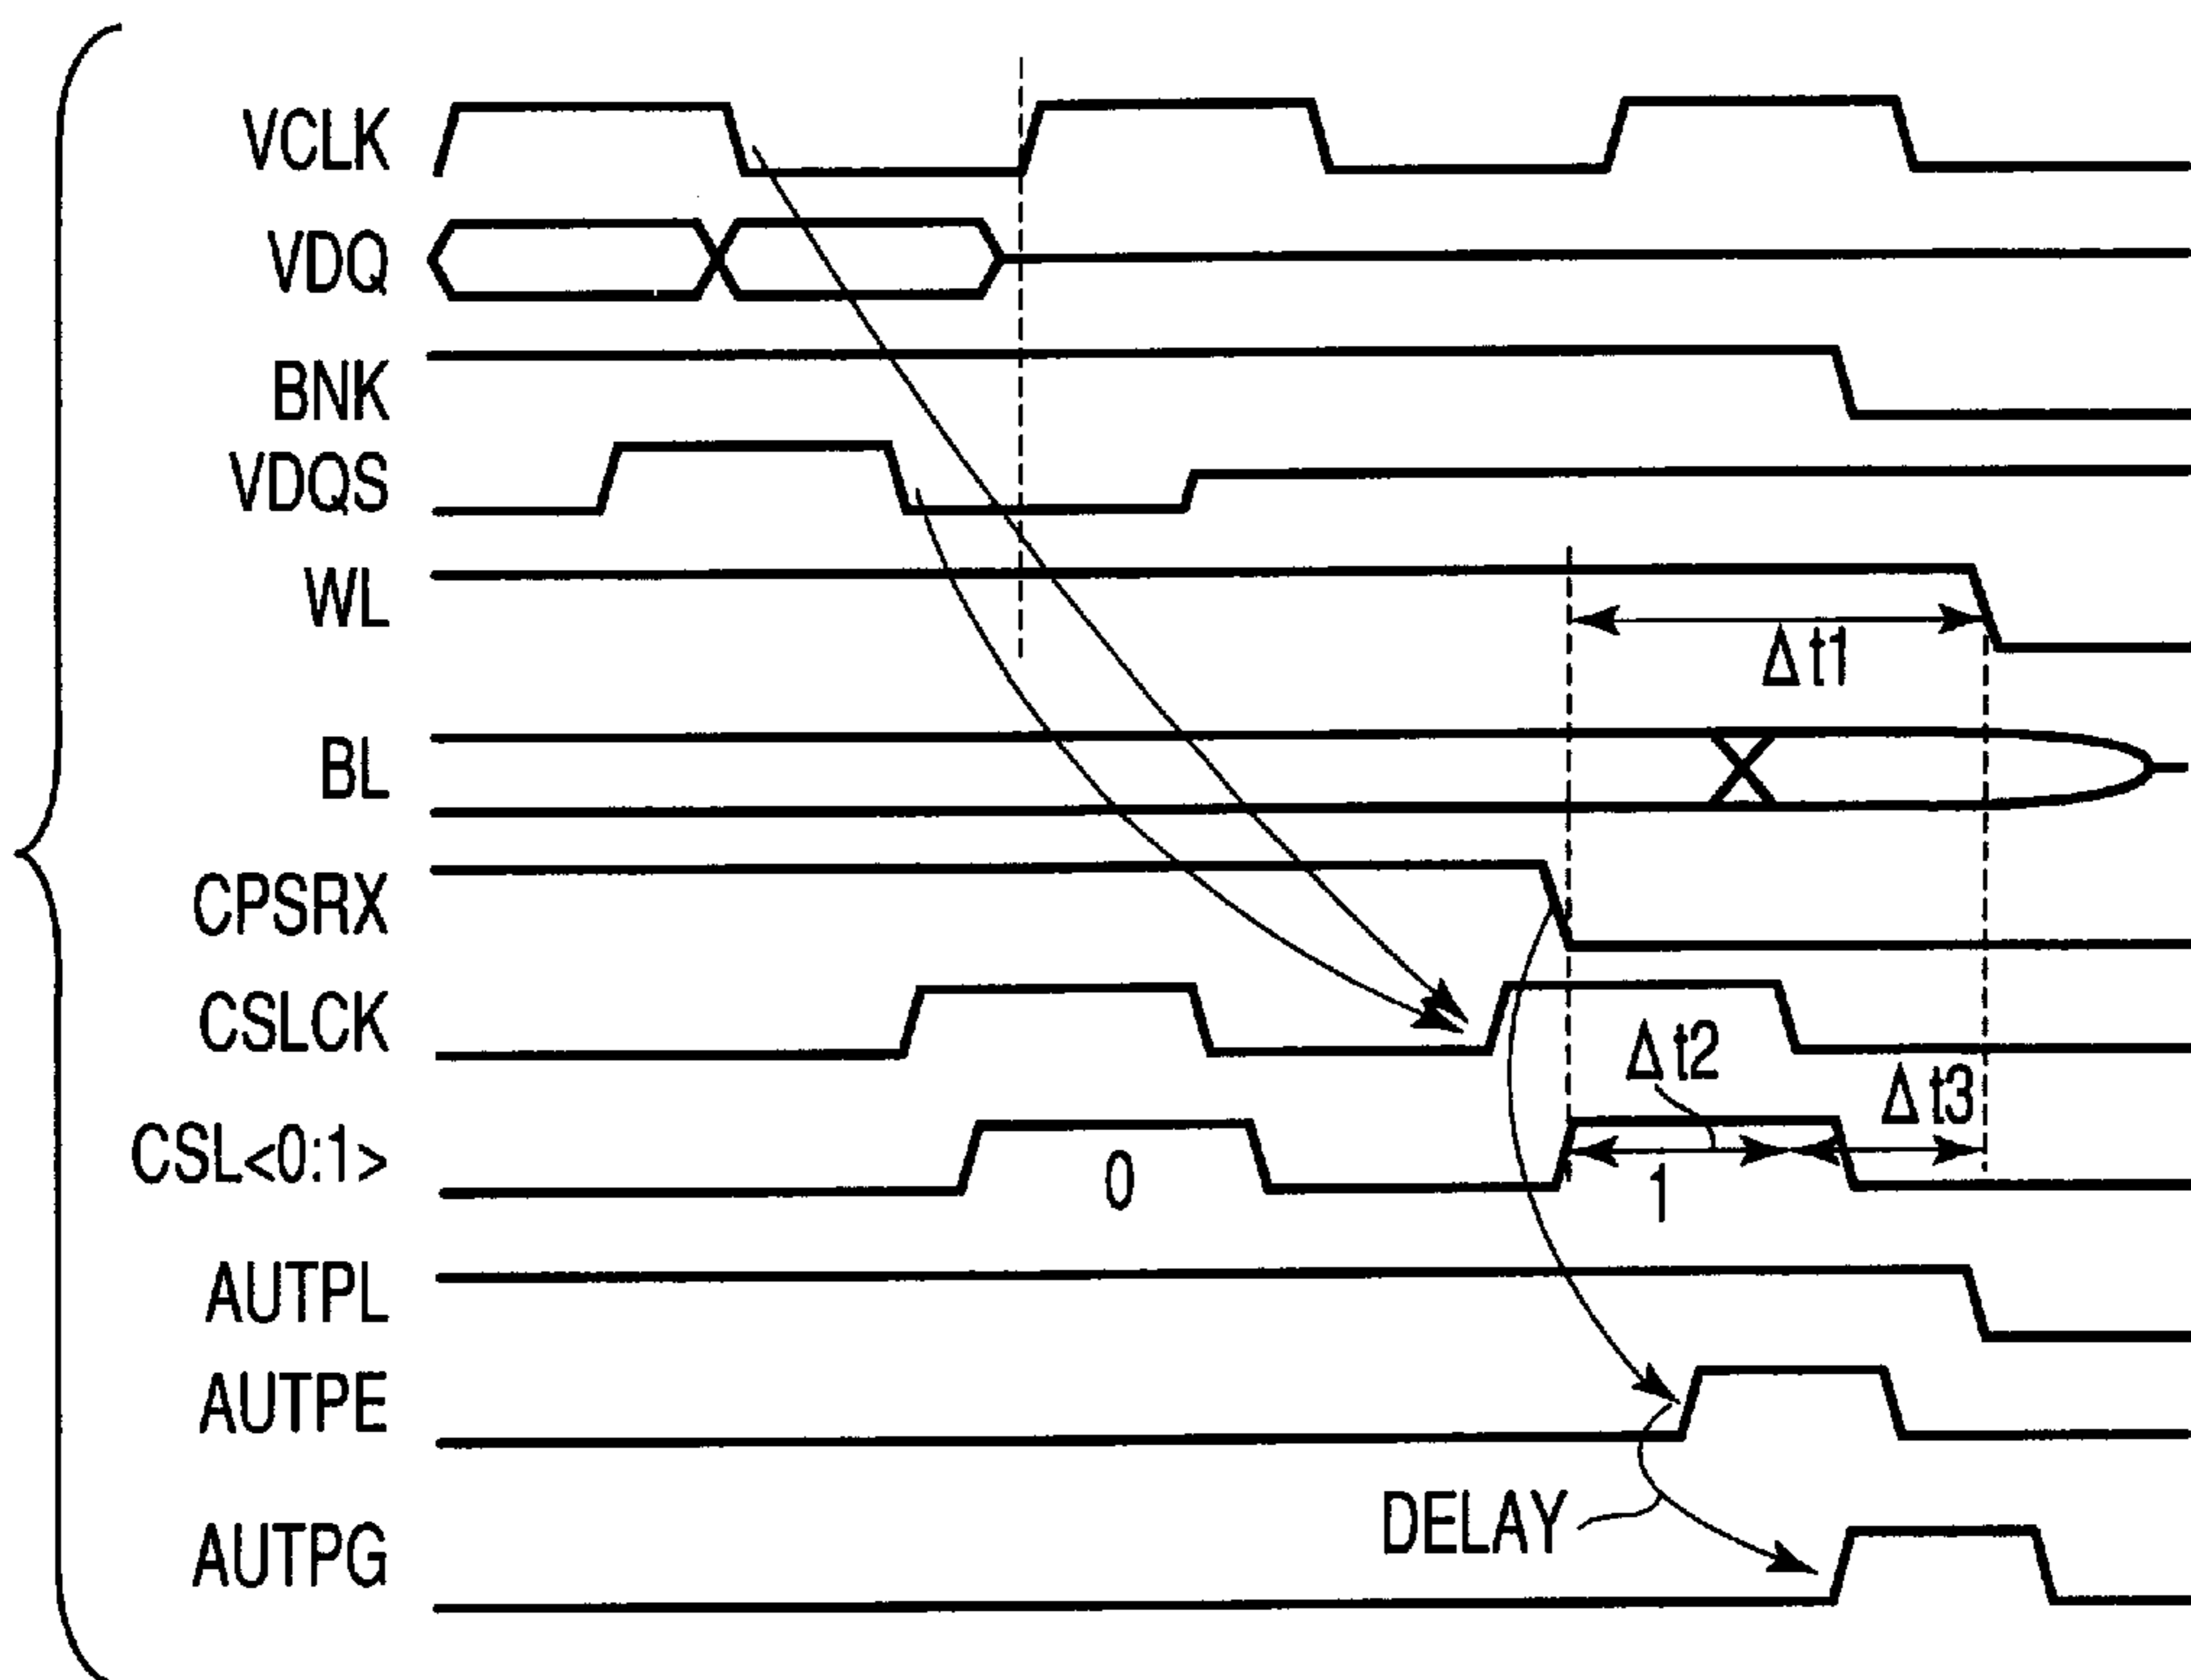 VCLK
VDQ
BNK
VDQS
WL
Δt1
BL
CPSRX
CSLCK
Δt2
Δt3
CSL<0:1>
0
1
AUTPL
AUTPE
DELAY
AUTPG